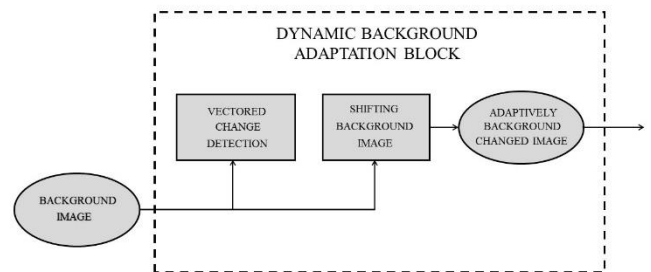 DYNAMIC BACKGROUND
ADAPTATION BLOCK
VECTORED
CHANGE
DETECTION
SHIFTING
BACKGROUND
IMAGE
ADAPTIVELY
BACKGROUND
CHANGED IMAGE
BACKGROUND
IMAGE